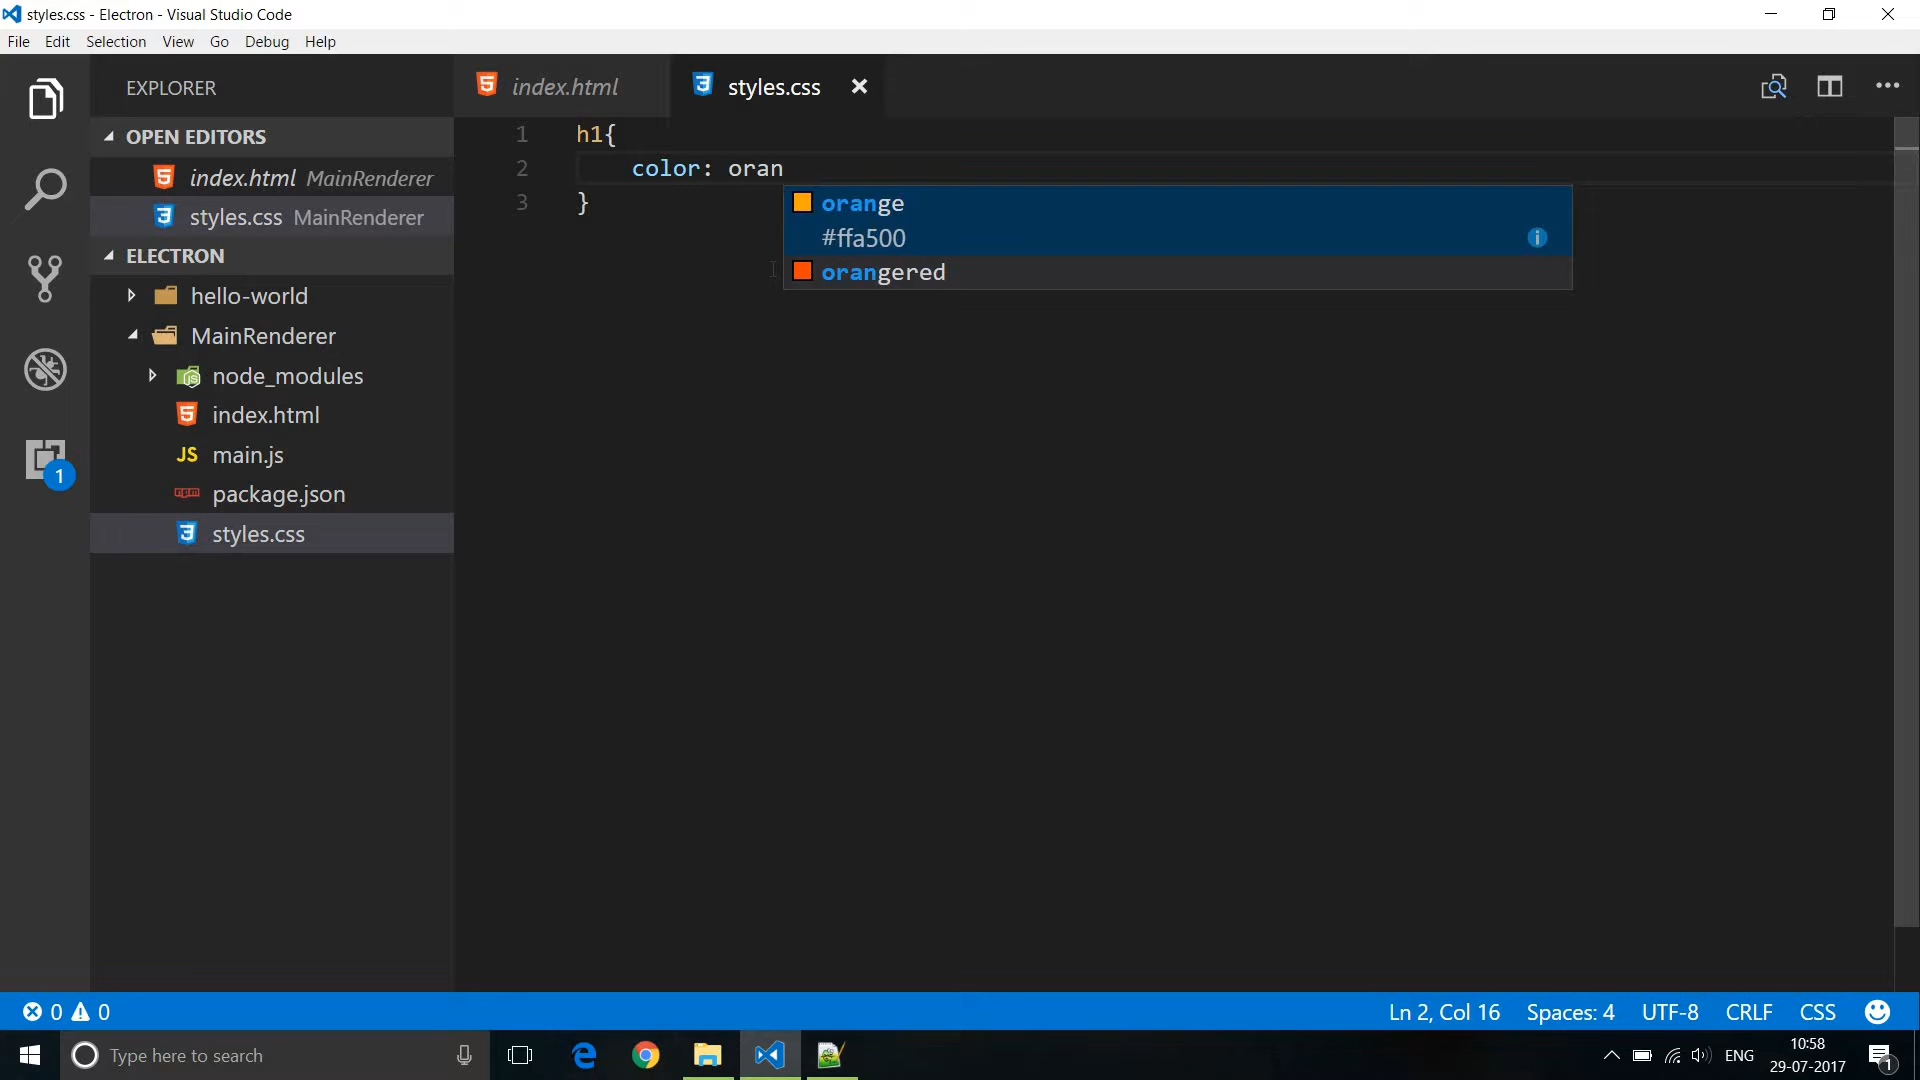 styles.css - Electron - Visual Studio Code
File Edit Selection View Go Debug Help
EXPLORER
index.html
styles.css
OPEN EDITORS
index.html MainRenderer
styles.css MainRenderer
ELECTRON
hello-world
MainRenderer
node_modules
index.html
JS main.js
package.json
styles.css
1
1 h1{
2 color: oran
3 }
orange
#ffa500
orangered
0 0
Ln 2, Col 16 Spaces: 4 UTF-8 CRLF CSS
Type here to search
ENG
10:58
29-07-2017
1